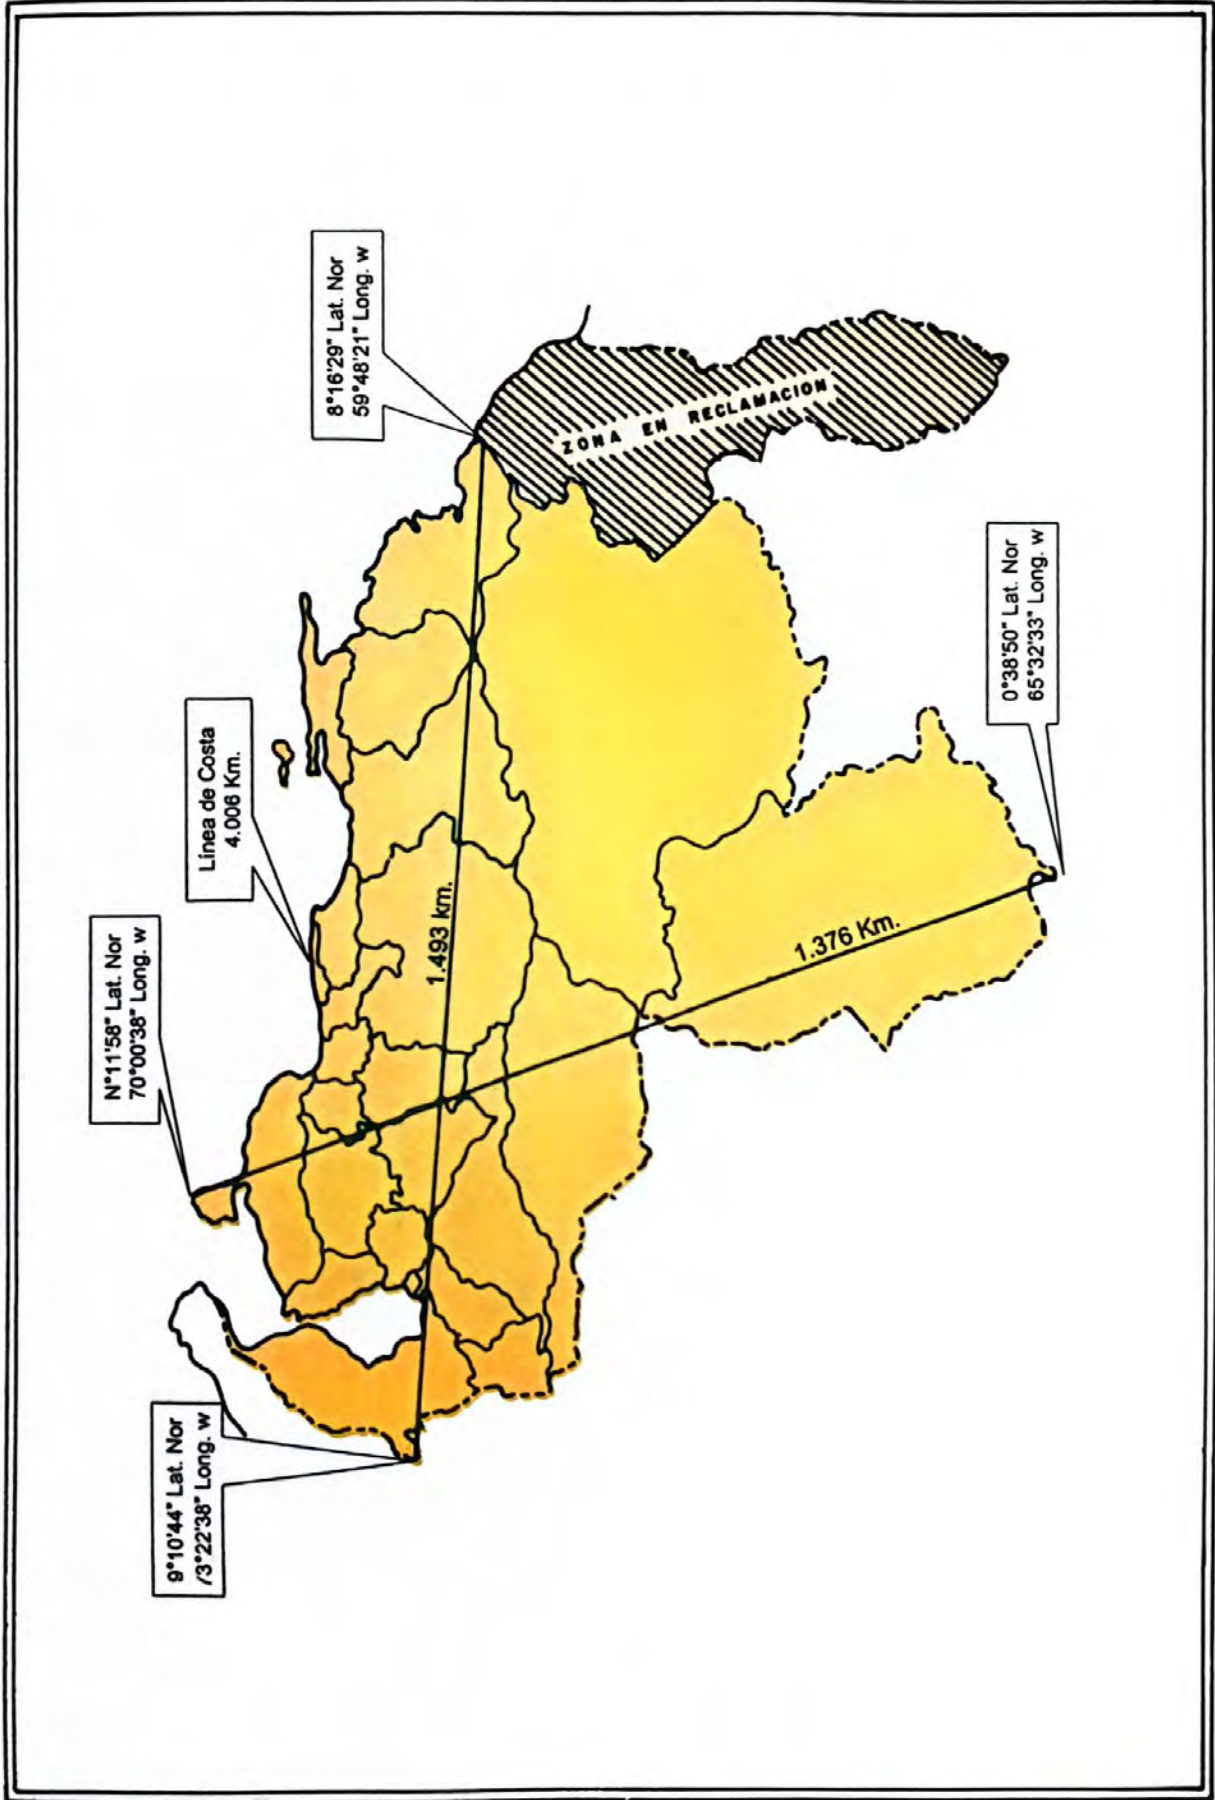 N°11'58" Lat. Nor
70°00'38" Long. w
Línea de Costa
4.006 Km.
8°16'29" Lat. Nor
59°48'21" Long. w
9°10'44" Lat. Nor
/3°22'38" Long. w
1.493 km.
ZONA EN RECLAMACION
1.376 Km.
0°38'50" Lat. Nor
65°32'33" Long. w